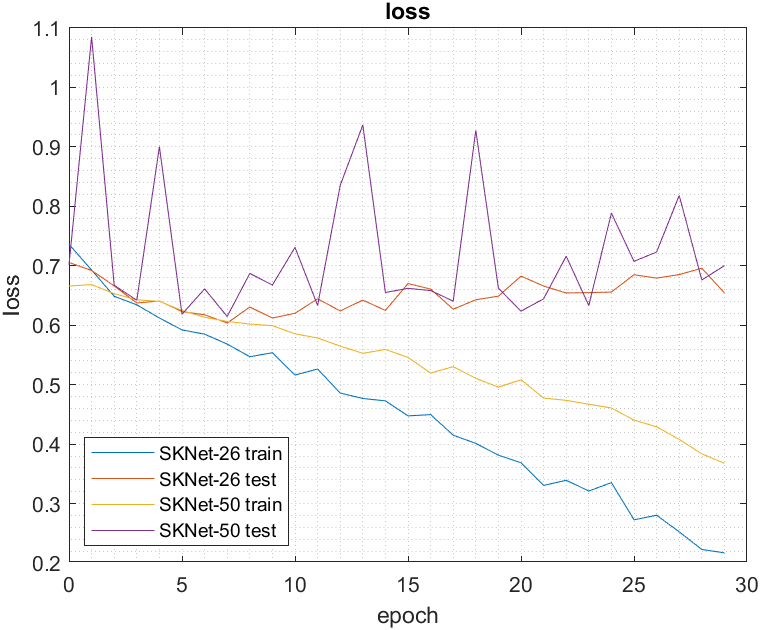 loss
1.1
1
0.9
0.8
0.7
0.6
0.5
0.4
0.3
0.2
loss
SKNet-26 train
SKNet-26 test
SKNet-50 train
SKNet-50 test
0 5 10 15 20 25 30
epoch